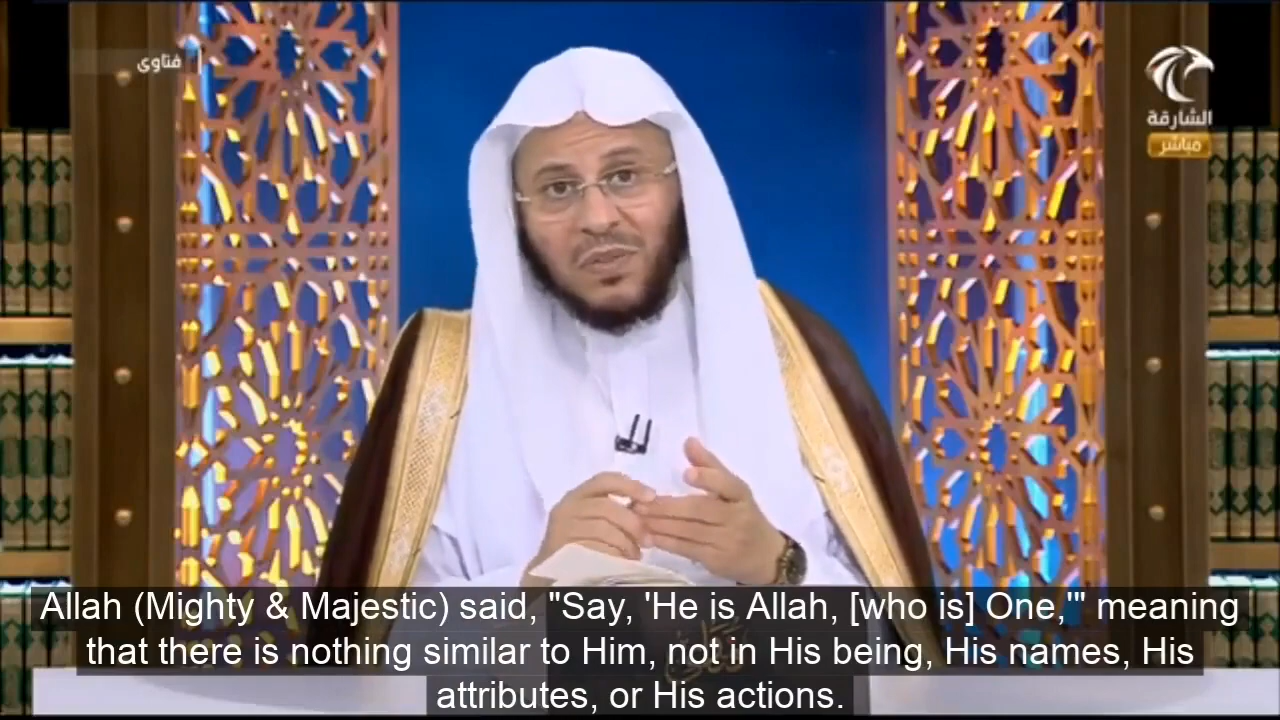 فتاوى
الشارقة
مباشر
Allah (Mighty & Majestic) said, "Say, 'He is Allah, [who is] One,'" meaning
that there is nothing similar to Him, not in His being, His names, His
attributes, or His actions.